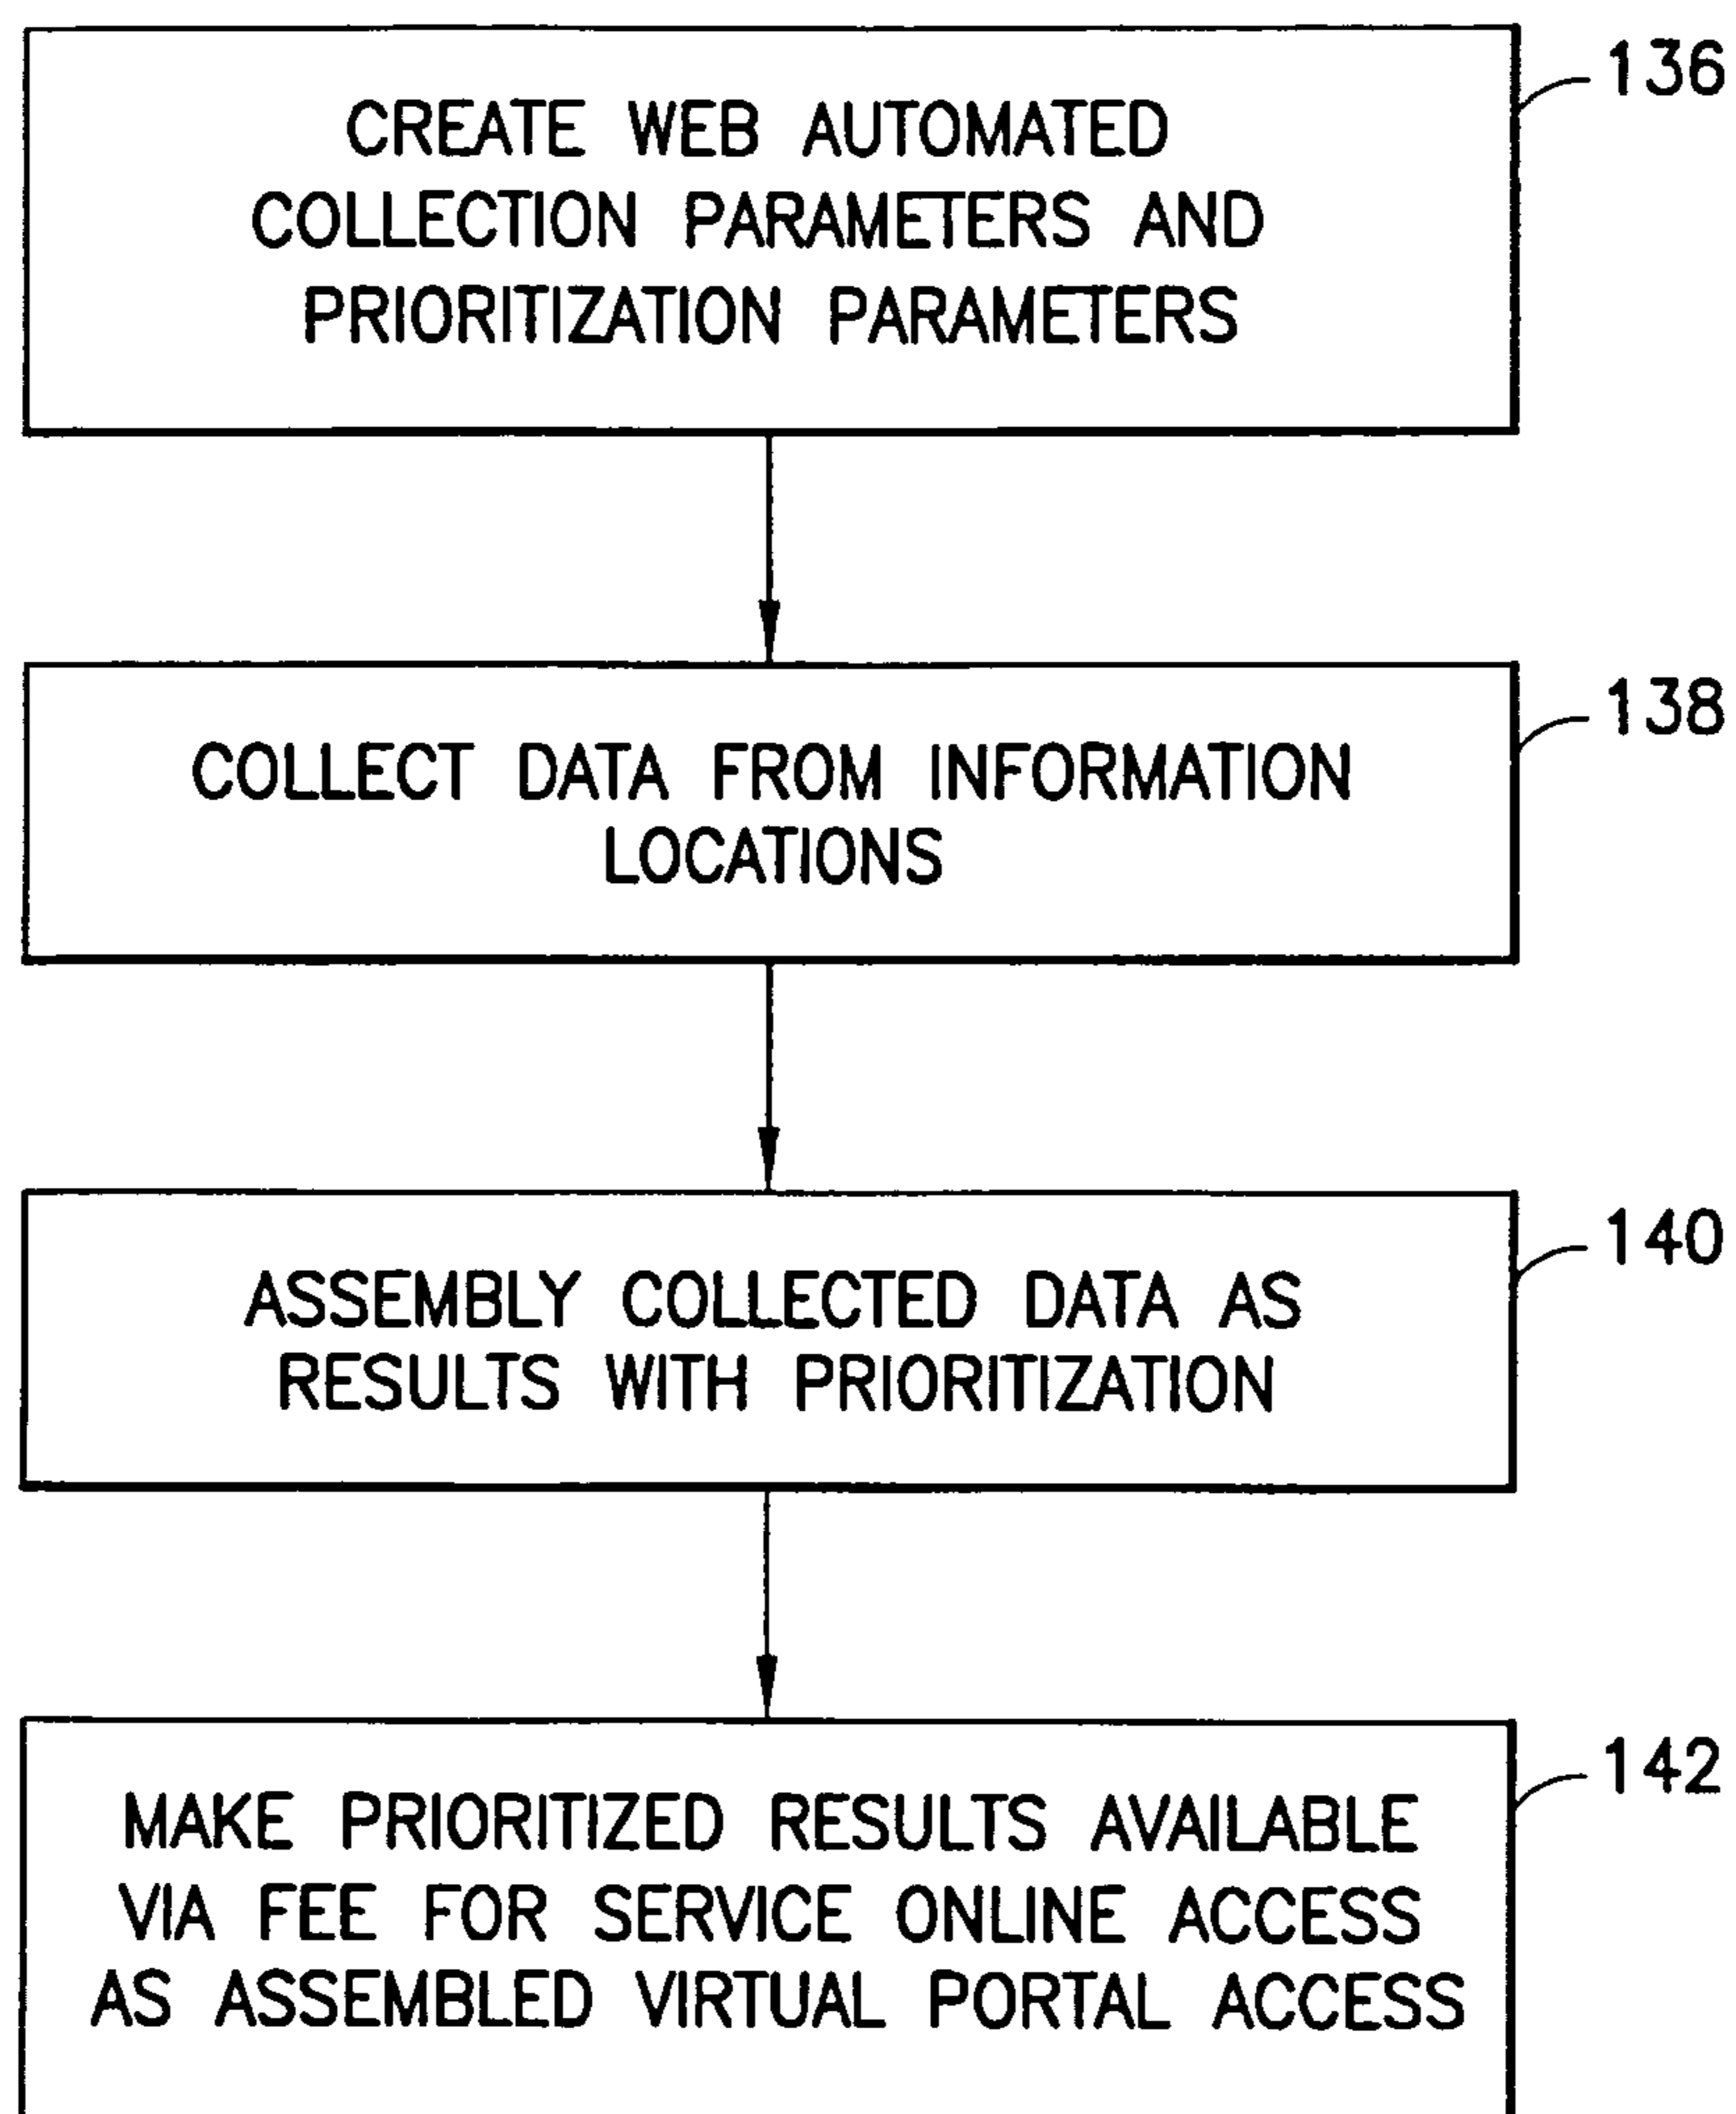 CREATE WEB AUTOMATED
COLLECTION PARAMETERS AND
PRIORITIZATION PARAMETERS
136
COLLECT DATA FROM INFORMATION
LOCATIONS
138
ASSEMBLY COLLECTED DATA AS
RESULTS WITH PRIORITIZATION
140
MAKE PRIORITIZED RESULTS AVAILABLE
VIA FEE FOR SERVICE ONLINE ACCESS
AS ASSEMBLED VIRTUAL PORTAL ACCESS
142